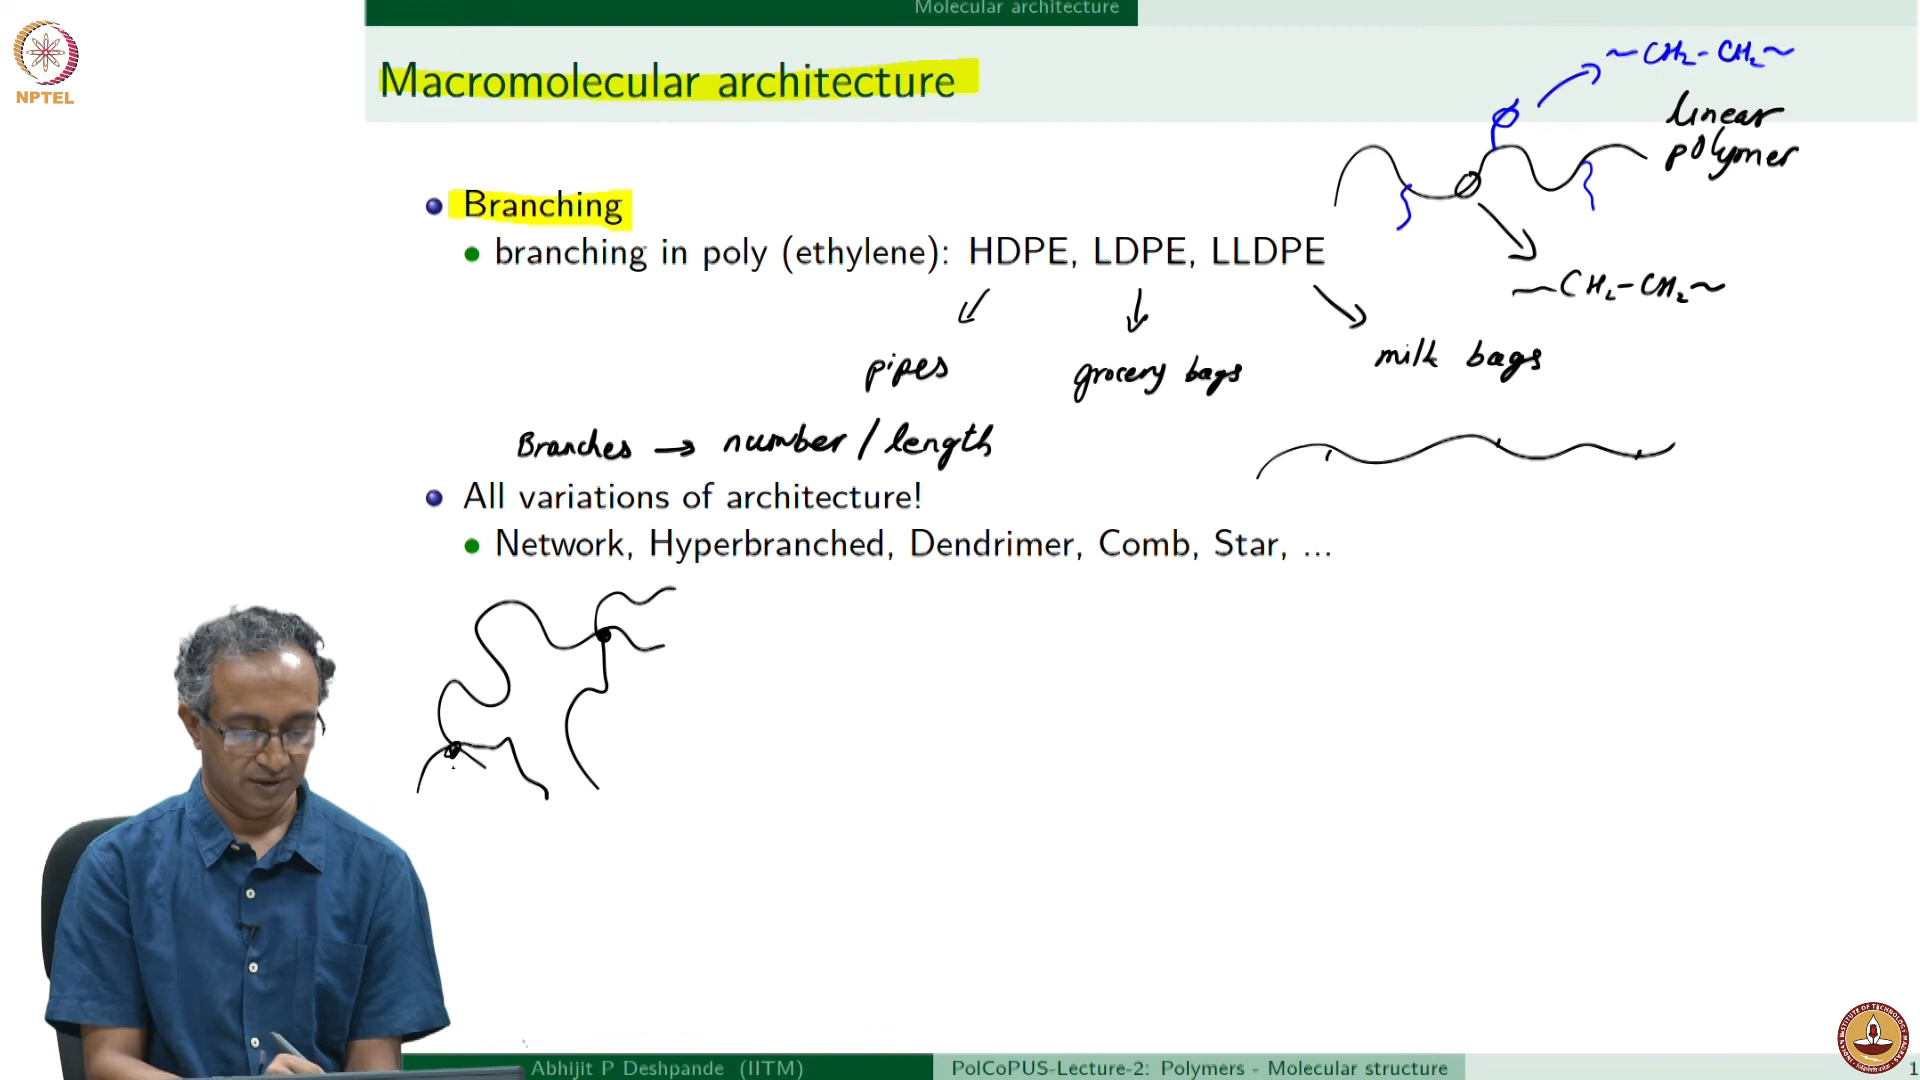 Molecular architecture
NPTEL
Macromolecular architecture
~CH2-CH2~
linear
polymer
Branching
branching in poly (ethylene): HDPE, LDPE, LLDPE
~CH2-CH2~
pipes
grocery bags
milk bags
Branches → number / length
All variations of architecture!
Network, Hyperbranched, Dendrimer, Comb, Star, ...
Abhijit P Deshpande (IITM)
PolCoPUS-Lecture-2: Polymers - Molecular structure
1